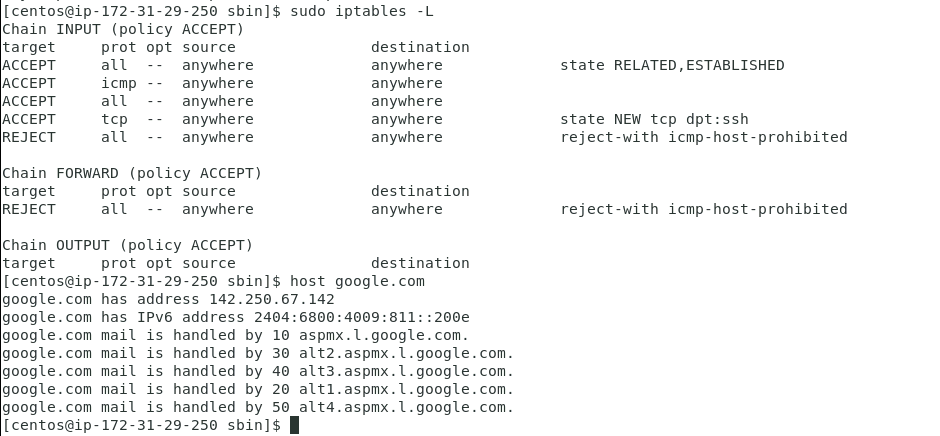 [centos@ip-172-31-29-250 sbin]$ sudo iptables -L
Chain INPUT (policy ACCEPT)
target     prot opt source               destination
ACCEPT     all  --  anywhere             anywhere             state RELATED,ESTABLISHED
ACCEPT     icmp --  anywhere             anywhere
ACCEPT     all  --  anywhere             anywhere
ACCEPT     tcp  --  anywhere             anywhere             state NEW tcp dpt:ssh
REJECT     all  --  anywhere             anywhere             reject-with icmp-host-prohibited

Chain FORWARD (policy ACCEPT)
target     prot opt source               destination
REJECT     all  --  anywhere             anywhere             reject-with icmp-host-prohibited

Chain OUTPUT (policy ACCEPT)
target     prot opt source               destination
[centos@ip-172-31-29-250 sbin]$ host google.com
google.com has address 142.250.67.142
google.com has IPv6 address 2404:6800:4009:811::200e
google.com mail is handled by 10 aspmx.l.google.com.
google.com mail is handled by 30 alt2.aspmx.l.google.com.
google.com mail is handled by 40 alt3.aspmx.l.google.com.
google.com mail is handled by 20 alt1.aspmx.l.google.com.
google.com mail is handled by 50 alt4.aspmx.l.google.com.
[centos@ip-172-31-29-250 sbin]$